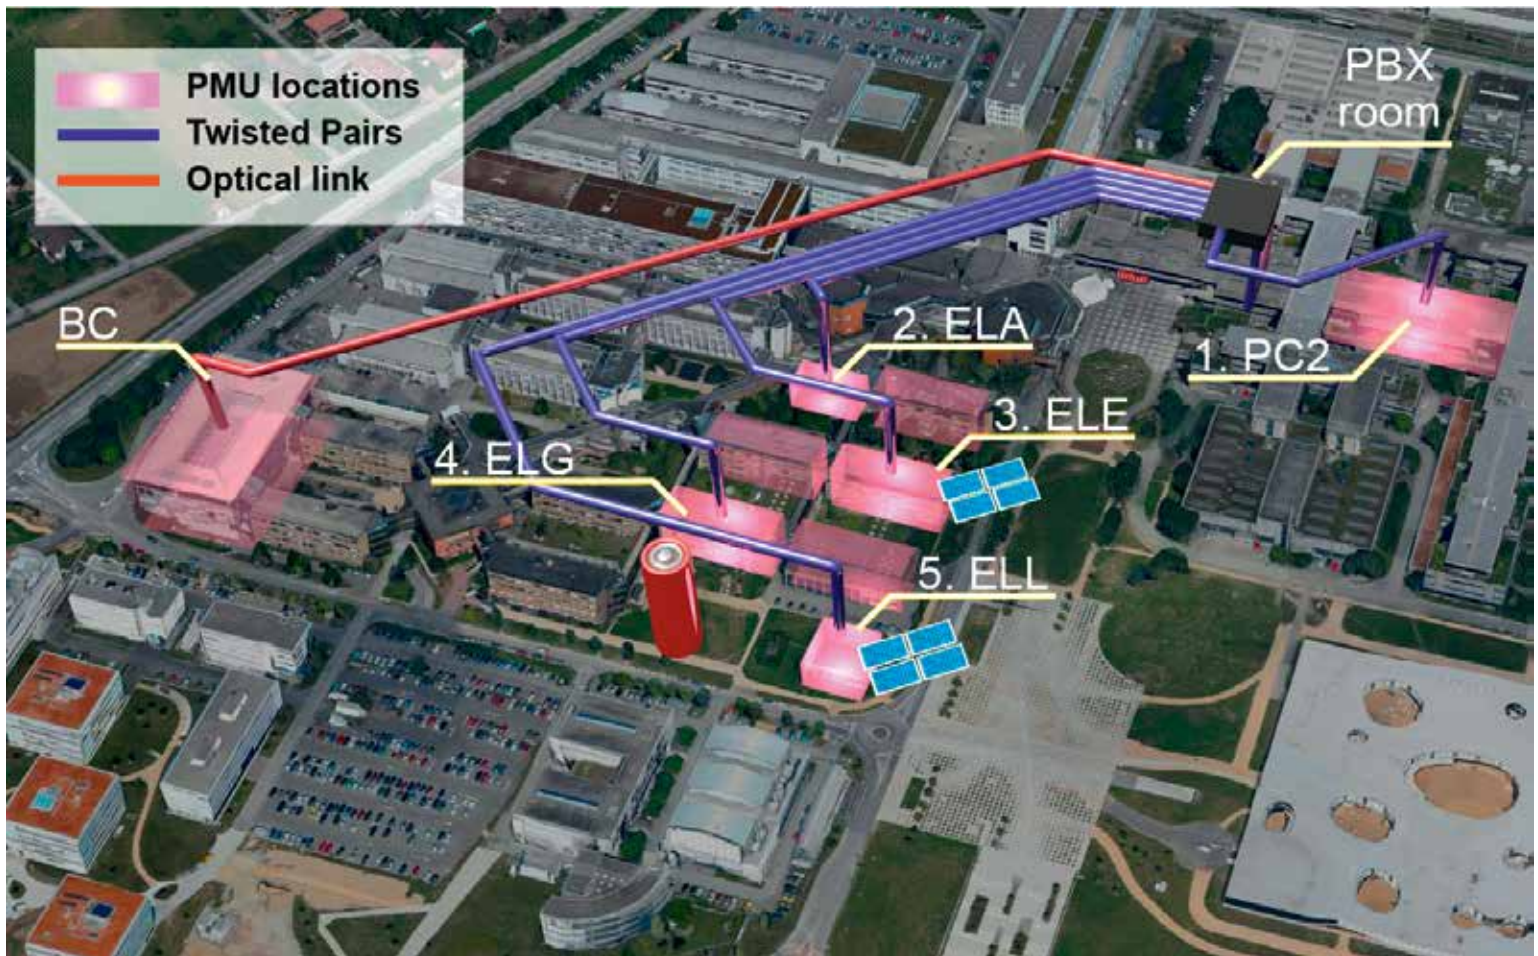 PMU locations
Twisted Pairs
Optical link
PBX
room
BC
2. ELA
1. PC2
3. ELE
4. ELG
5. ELL